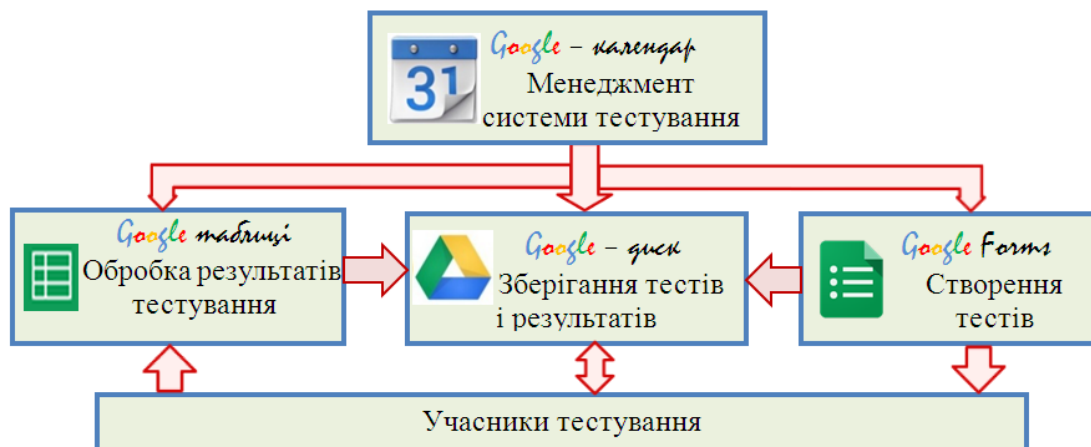 Google – календар
31
Менеджмент
системи тестування
Google таблиці
Обробка результатів
тестування
Google – диск
Зберігання тестів
і результатів
Google Forms
Створення
тестів
Учасники тестування